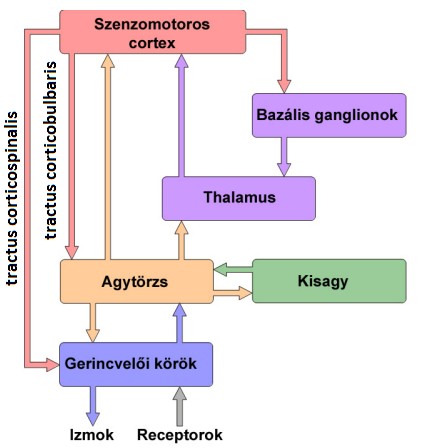 Szenzomotoros
cortex
tractus corticospinalis
tractus corticobulbaris
Bazális ganglionok
Thalamus
Agytörzs
Kisagy
Gerincvelői körök
Izmok
Receptorok